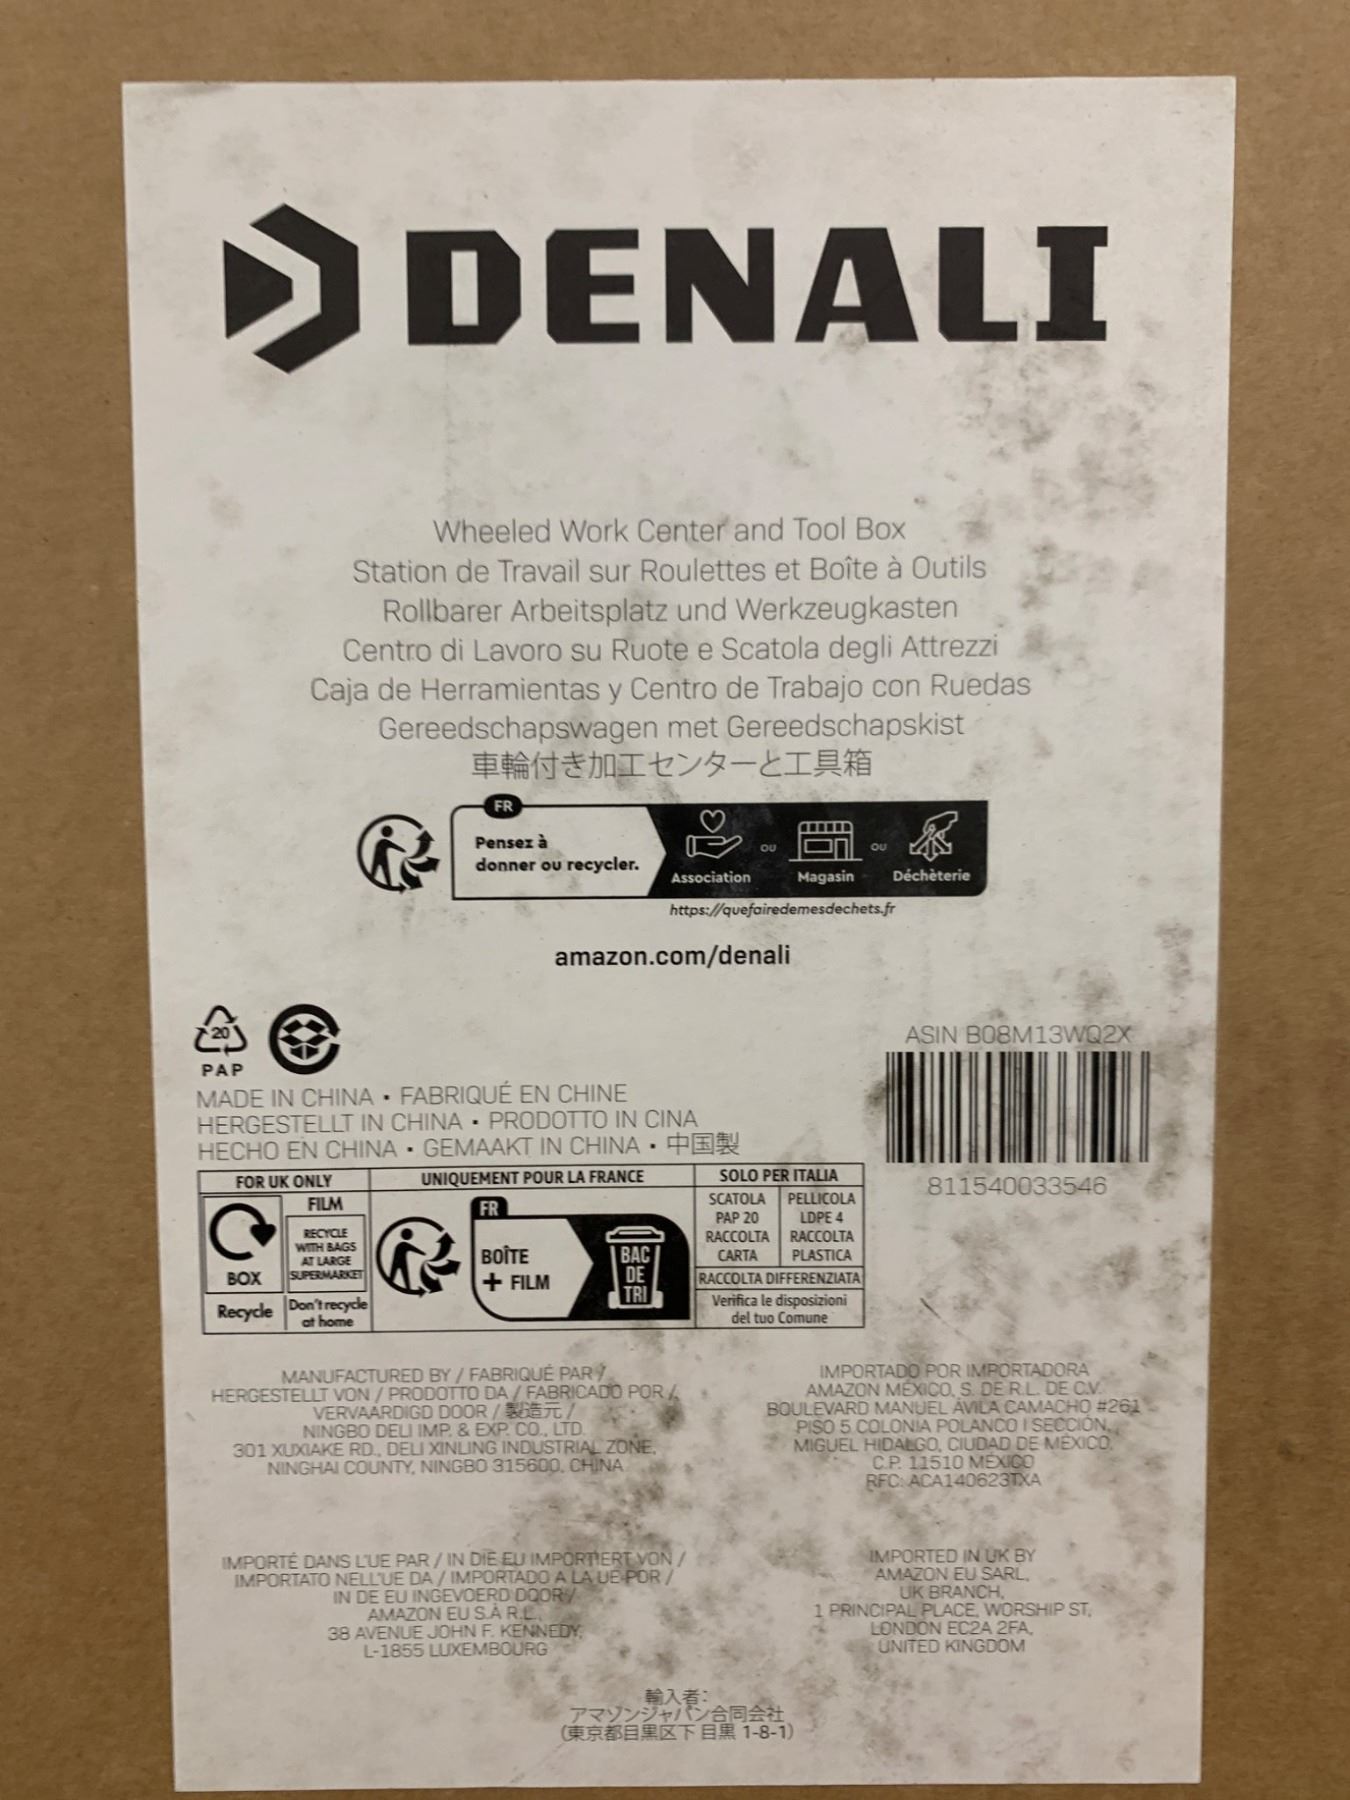 DENALI
Wheeled Work Center and Tool Box
Station de Travail sur Roulettes et Boîte à Outils
Rollbarer Arbeitsplatz und Werkzeugkasten
Centro di Lavoro su Ruote e Scatola degli Attrezzi
Caja de Herramientas y Centro de Trabajo con Ruedas
Gereedschapswagen met Gereedschapskist
車輪付き加工センターと工具箱
FR
Pensez à
donner ou recycler.
Association
OU
Magasin
OU
Déchèterie
https://quefairedemesdechets.fr
amazon.com/denali
20
PAP
MADE IN CHINA • FABRIQUÉ EN CHINE
HERGESTELLT IN CHINA • PRODOTTO IN CINA
HECHO EN CHINA • GEMAAKT IN CHINA • 中国製
ASIN B08M13WQ2X
811540033546
FOR UK ONLY
BOX
Recycle
FILM
RECYCLE
WITH BAGS
AT LARGE
SUPERMARKET
Don't recycle
at home
UNIQUEMENT POUR LA FRANCE
FR
BOÎTE
+ FILM
BAC
DE
TRI
SOLO PER ITALIA
SCATOLA
PAP 20
RACCOLTA
CARTA
PELLICOLA
LDPE 4
RACCOLTA
PLASTICA
RACCOLTA DIFFERENZIATA
Verifica le disposizioni
del tuo Comune
MANUFACTURED BY / FABRIQUÉ PAR /
HERGESTELLT VON / PRODOTTO DA / FABRICADO POR /
VERVAARDIGD DOOR / 製造元 /
NINGBO DELI IMP. & EXP. CO., LTD.
301 XUXIAKE RD., DELI XINLING INDUSTRIAL ZONE,
NINGHAI COUNTY, NINGBO 315600, CHINA
IMPORTADO POR IMPORTADORA
AMAZON MÉXICO, S. DE R.L. DE C.V.
BOULEVARD MANUEL ÁVILA CAMACHO #261
PISO 5 COLONIA POLANCO I SECCIÓN,
MIGUEL HIDALGO, CIUDAD DE MÉXICO,
C.P. 11510 MÉXICO
RFC: ACA140623TXA
IMPORTÉ DANS L'UE PAR / IN DIE EU IMPORTIERT VON /
IMPORTATO NELL'UE DA / IMPORTADO A LA UE POR /
IN DE EU INGEVOERD DOOR /
AMAZON EU S.À R.L.,
38 AVENUE JOHN F. KENNEDY,
L-1855 LUXEMBOURG
IMPORTED IN UK BY
AMAZON EU SARL,
UK BRANCH,
1 PRINCIPAL PLACE, WORSHIP ST,
LONDON EC2A 2FA,
UNITED KINGDOM
輸入者:
アマゾンジャパン合同会社
(東京都目黒区下 目黒 1-8-1)